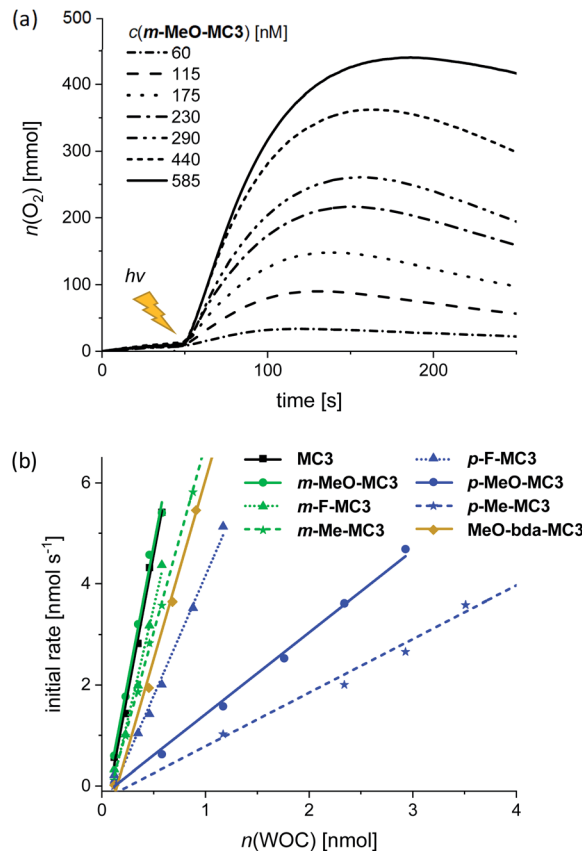 (a)
c(m-MeO-MC3) [nM]
60
115
175
230
290
440
585
hν
n(O₂) [mmol]
500
400
300
200
100
0
0 100 200
time [s]
(b)
MC3
m-MeO-MC3
m-F-MC3
m-Me-MC3
p-F-MC3
p-MeO-MC3
p-Me-MC3
MeO-bda-MC3
initial rate [nmol s⁻¹]
6
4
2
0
0 1 2 3 4
n(WOC) [nmol]